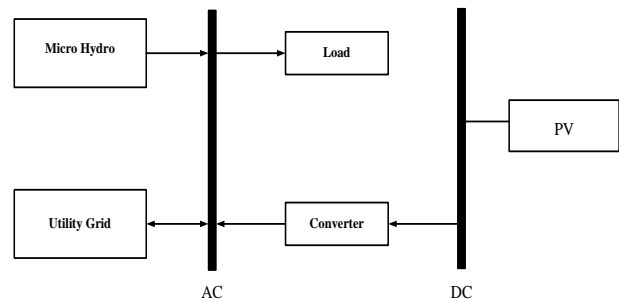 Micro Hydro
Load
PV
Utility Grid
Converter
AC
DC